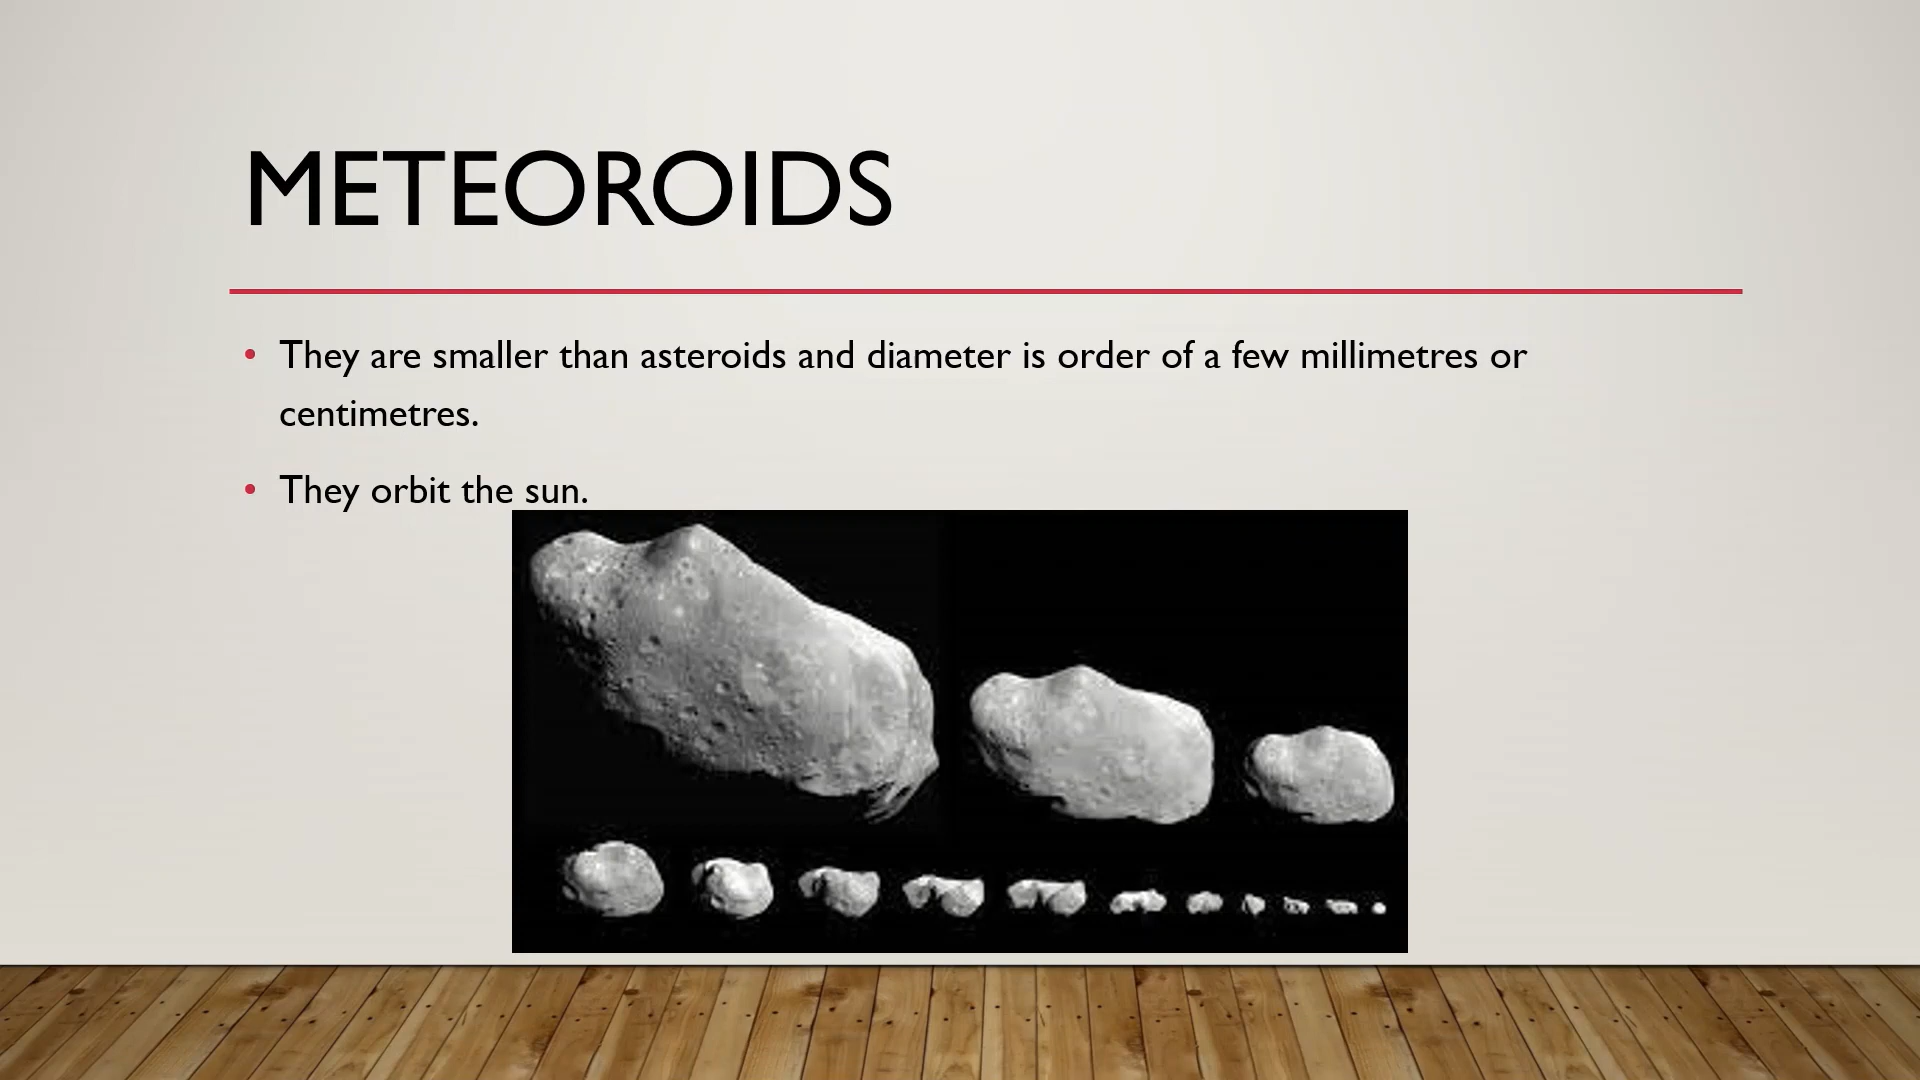 METEOROIDS
• They are smaller than asteroids and diameter is order of a few millimetres or
centimetres.
• They orbit the sun.